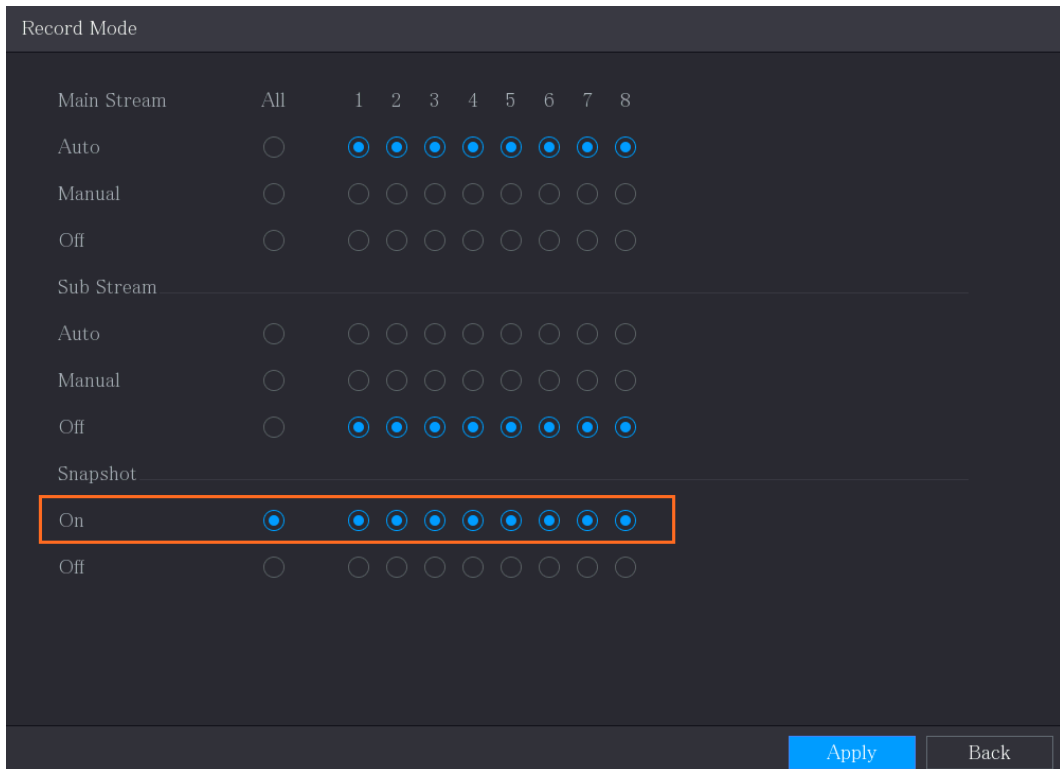 Record Mode
Main Stream All 1 2 3 4 5 6 7 8
Auto
Manual
Off
Sub Stream
Auto
Manual
Off
Snapshot
On
Off
Apply Back